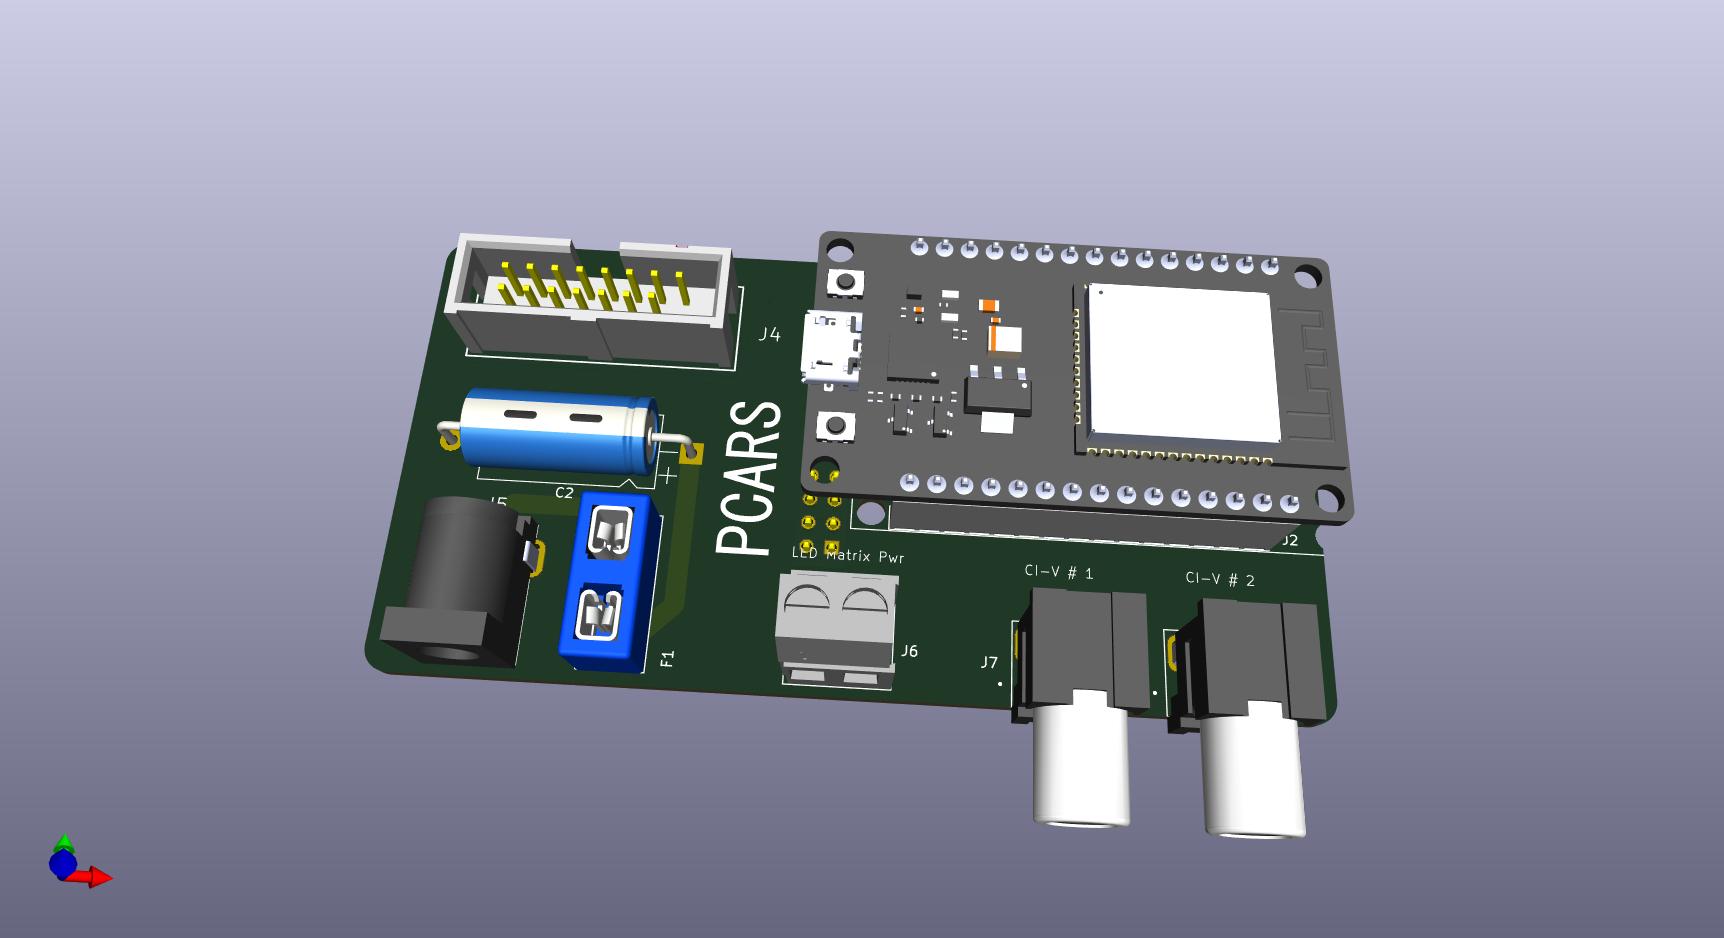 J4
PCARS
C2
J5
F1
LED Matrix Pwr
J6
J2
CI-V # 1
CI-V # 2
J7